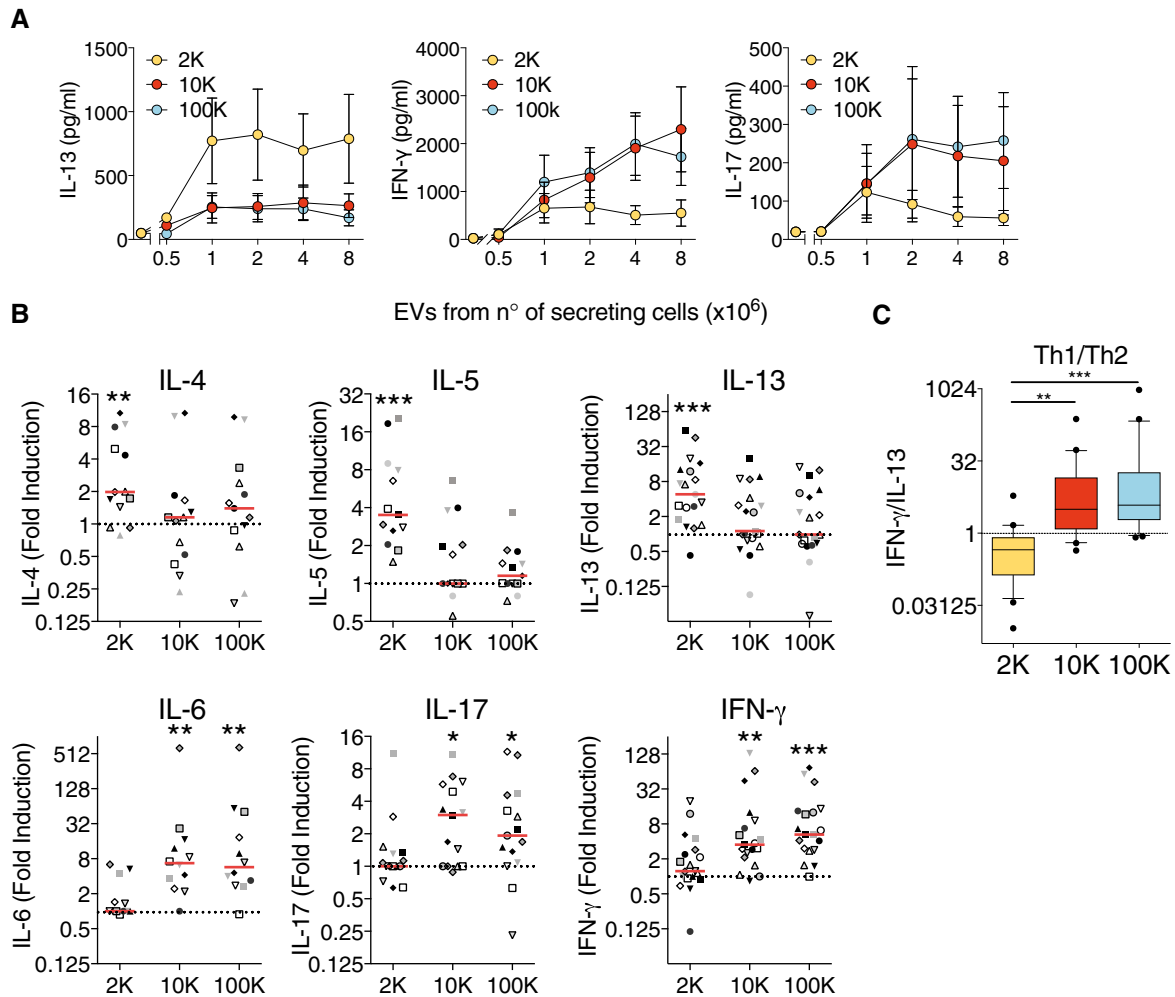 A
1500
1000
500
0
IL-13 (pg/ml)
2K
10K
100K
0.5 1 2 4 8
4000
3000
2000
1000
0
IFN-γ (pg/ml)
2K
10K
100k
0.5 1 2 4 8
500
400
300
200
100
0
IL-17 (pg/ml)
2K
10K
100K
0.5 1 2 4 8
EVs from n° of secreting cells (x10⁶)
B
IL-4
IL-4 (Fold Induction)
16
8
4
2
1
0.5
0.25
0.125
**
2K 10K 100K
IL-5
IL-5 (Fold Induction)
32
16
8
4
2
1
0.5
***
2K 10K 100K
IL-13
IL-13 (Fold Induction)
128
32
8
2
0.5
0.125
***
2K 10K 100K
C
Th1/Th2
***
**
IFN-γ/IL-13
1024
32
1
0.03125
2K 10K 100K
IL-6
IL-6 (Fold Induction)
512
128
32
8
2
0.5
0.125
** **
2K 10K 100K
IL-17
IL-17 (Fold Induction)
16
8
4
2
1
0.5
0.25
0.125
* *
2K 10K 100K
IFN-γ
IFN-γ (Fold Induction)
128
32
8
2
0.5
0.125
** ***
2K 10K 100K